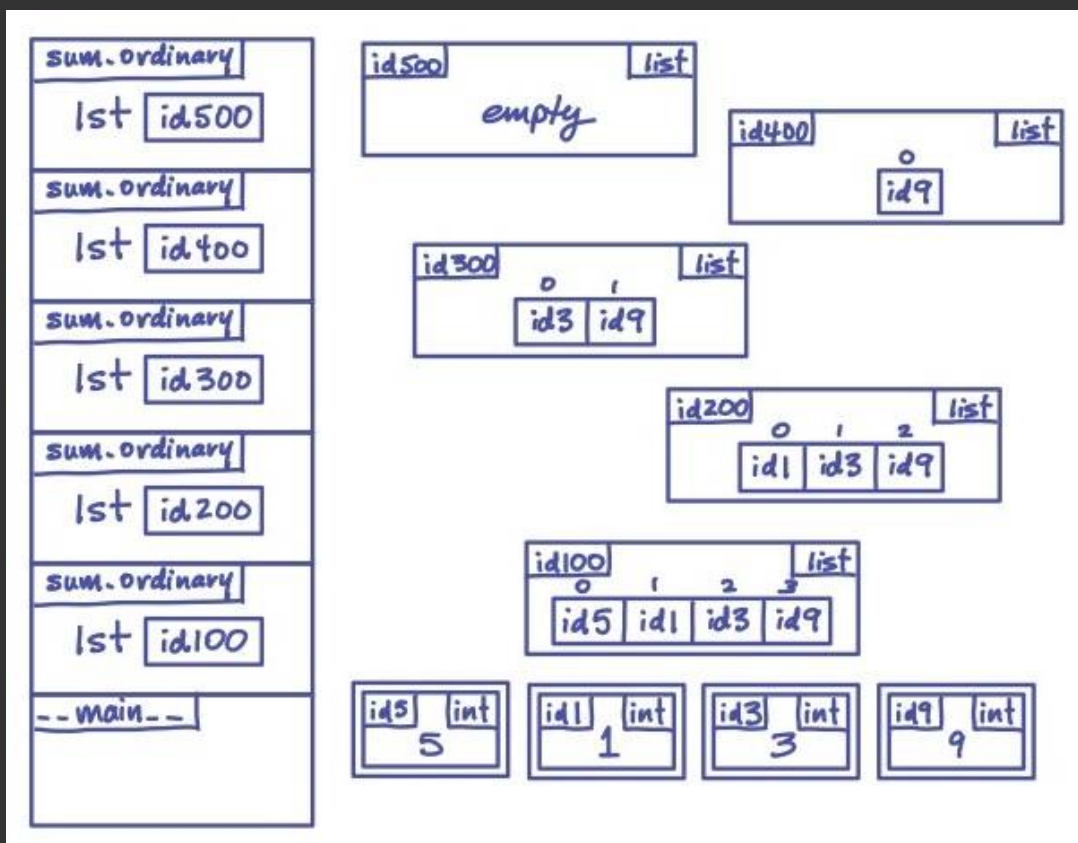 sum.ordinary
lst id500
sum.ordinary
lst id400
sum.ordinary
lst id300
sum.ordinary
lst id200
sum.ordinary
lst id100
--main--
id500 list
empty
id400 list
0
id9
id300 list
0 1
id3 id9
id200 list
0 1 2
id1 id3 id9
id100 list
0 1 2 3
id5 id1 id3 id9
id5 int
5
id1 int
1
id3 int
3
id9 int
9